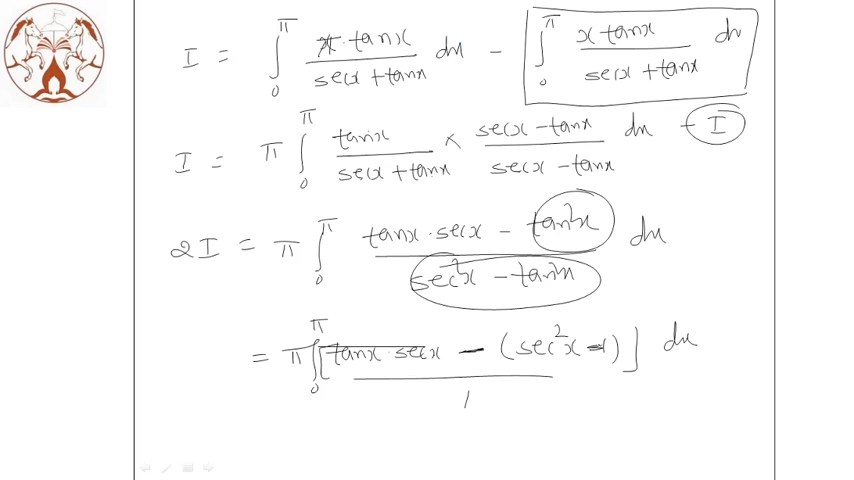 I = ∫₀^π π·tanx/(secx+tanx) dx − ∫₀^π x tanx/(secx+tanx) dx
I = π ∫₀^π tanx/(secx+tanx) × (secx−tanx)/(secx−tanx) dx − I
2I = π ∫₀^π (tanx·secx − tan²x)/(sec²x − tan²x) dx
= π ∫₀^π [tanx·secx − (sec²x−1)]/1 dx